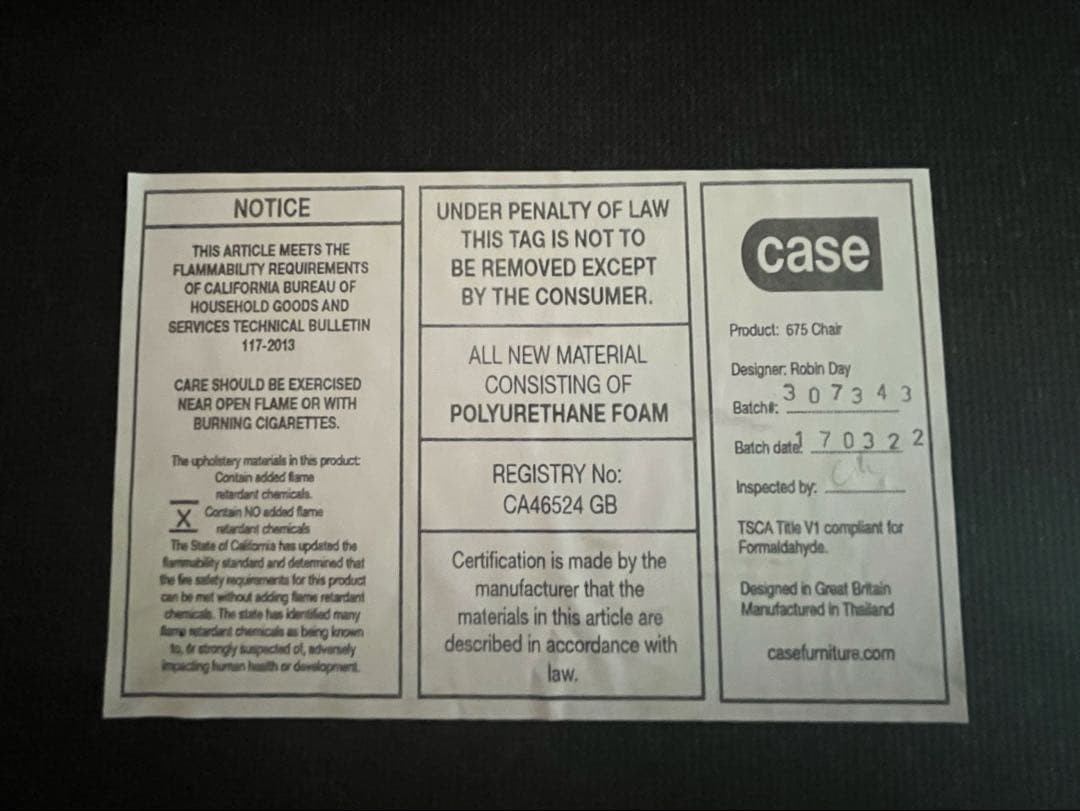 NOTICE
THIS ARTICLE MEETS THE
FLAMMABILITY REQUIREMENTS
OF CALIFORNIA BUREAU OF
HOUSEHOLD GOODS AND
SERVICES TECHNICAL BULLETIN
117-2013
CARE SHOULD BE EXERCISED
NEAR OPEN FLAME OR WITH
BURNING CIGARETTES.
The upholstery materials in this product:
Contain added flame
retardant chemicals.
X Contain NO added flame
retardant chemicals
The State of California has updated the
flammability standard and determined that
the fire safety requirements for this product
can be met without adding flame retardant
chemicals. The state has identified many
flame retardant chemicals as being known
to, or strongly suspected of, adversely
impacting human health or development.
UNDER PENALTY OF LAW
THIS TAG IS NOT TO
BE REMOVED EXCEPT
BY THE CONSUMER.
ALL NEW MATERIAL
CONSISTING OF
POLYURETHANE FOAM
REGISTRY No:
CA46524 GB
Certification is made by the
manufacturer that the
materials in this article are
described in accordance with
law.
case
Product: 675 Chair
Designer: Robin Day
Batch#: 307343
Batch date: 170322
Inspected by:
TSCA Title V1 compliant for
Formaldahyde.
Designed in Great Britain
Manufactured in Thailand
casefurniture.com